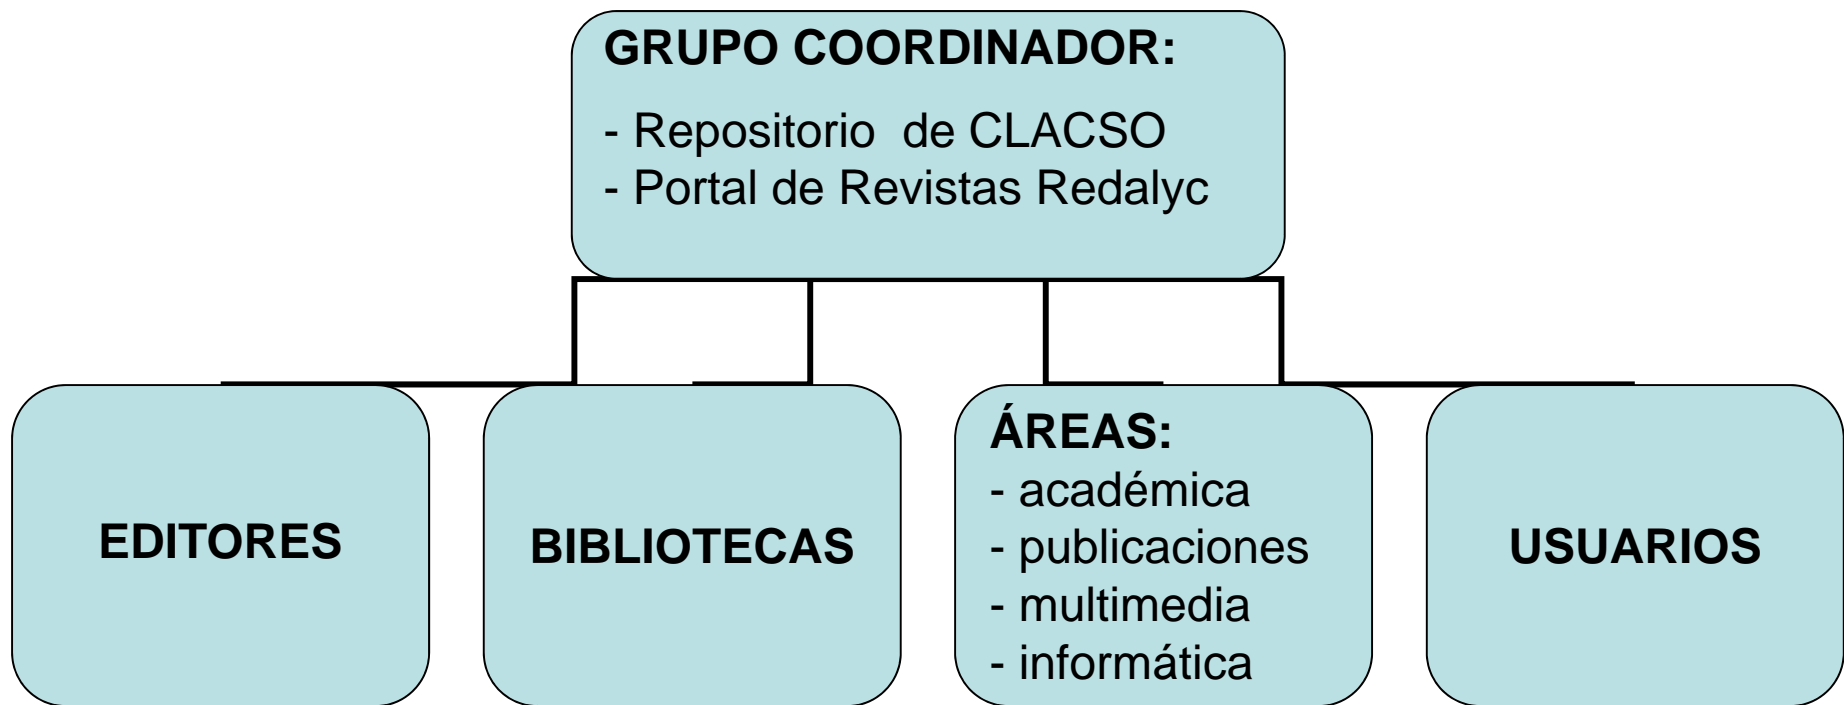 GRUPO COORDINADOR:
- Repositorio de CLACSO
- Portal de Revistas Redalyc
EDITORES
BIBLIOTECAS
ÁREAS:
- académica
- publicaciones
- multimedia
- informática
USUARIOS